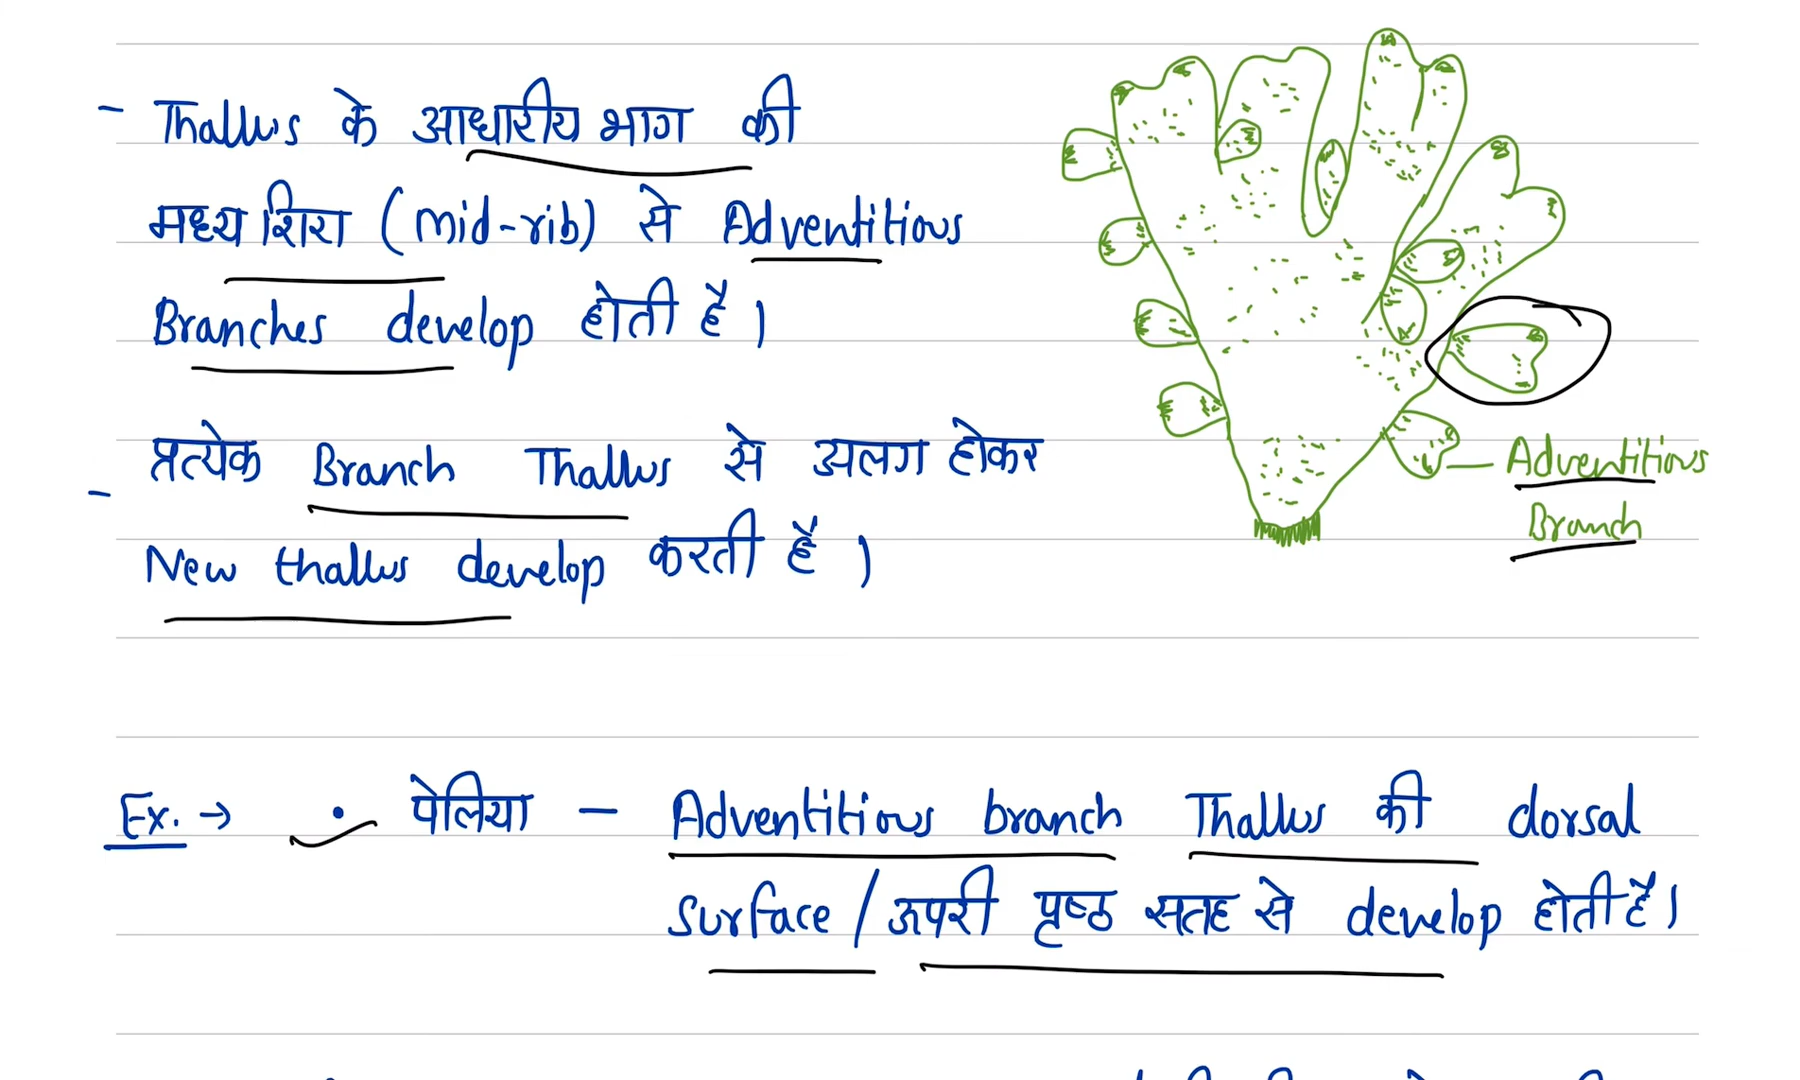 - Thallus के आधारीय भाग की
मध्य शिरा (mid-rib) से Adventitious
Branches develop होती है।
- प्रत्येक Branch Thallus से अलग होकर
New thallus develop करती है।
Adventitious
Branch
Ex. → • पेलिया - Adventitious branch Thallus की dorsal
surface / ऊपरी पृष्ठ सतह से develop होती है।